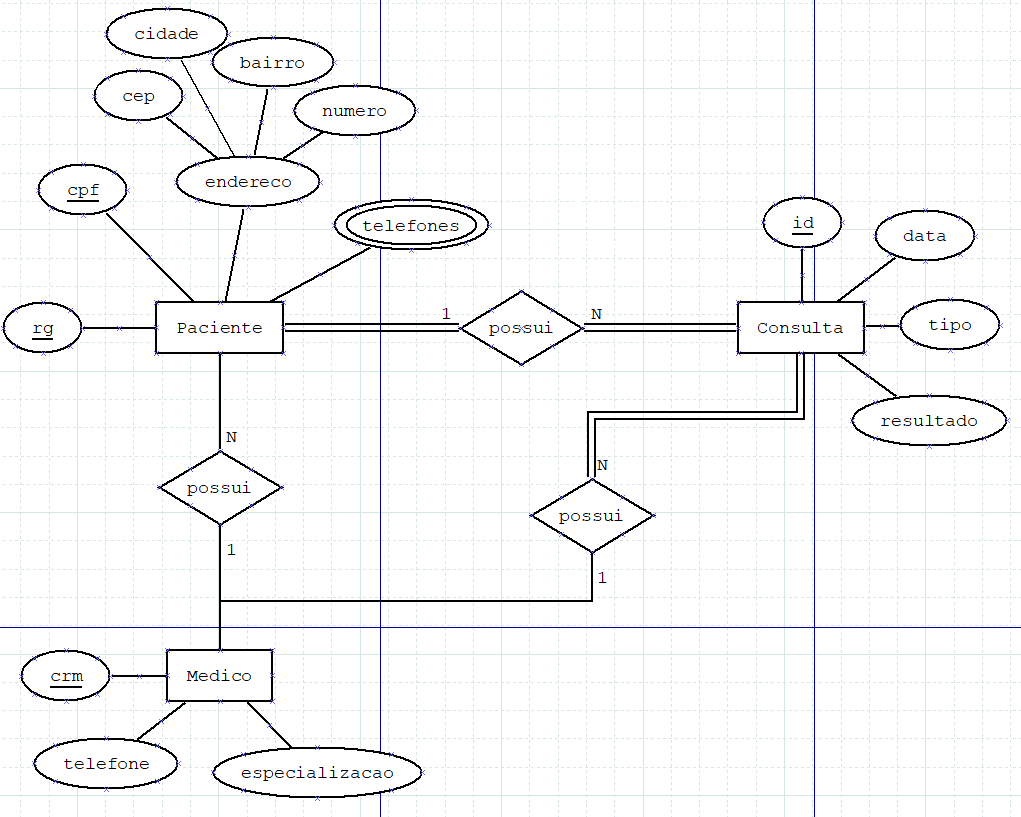 cidade
bairro
cep
numero
endereco
cpf
telefones
id
data
rg
Paciente
1
possui
N
Consulta
tipo
resultado
N
possui
1
N
possui
1
crm
Medico
telefone
especializacao